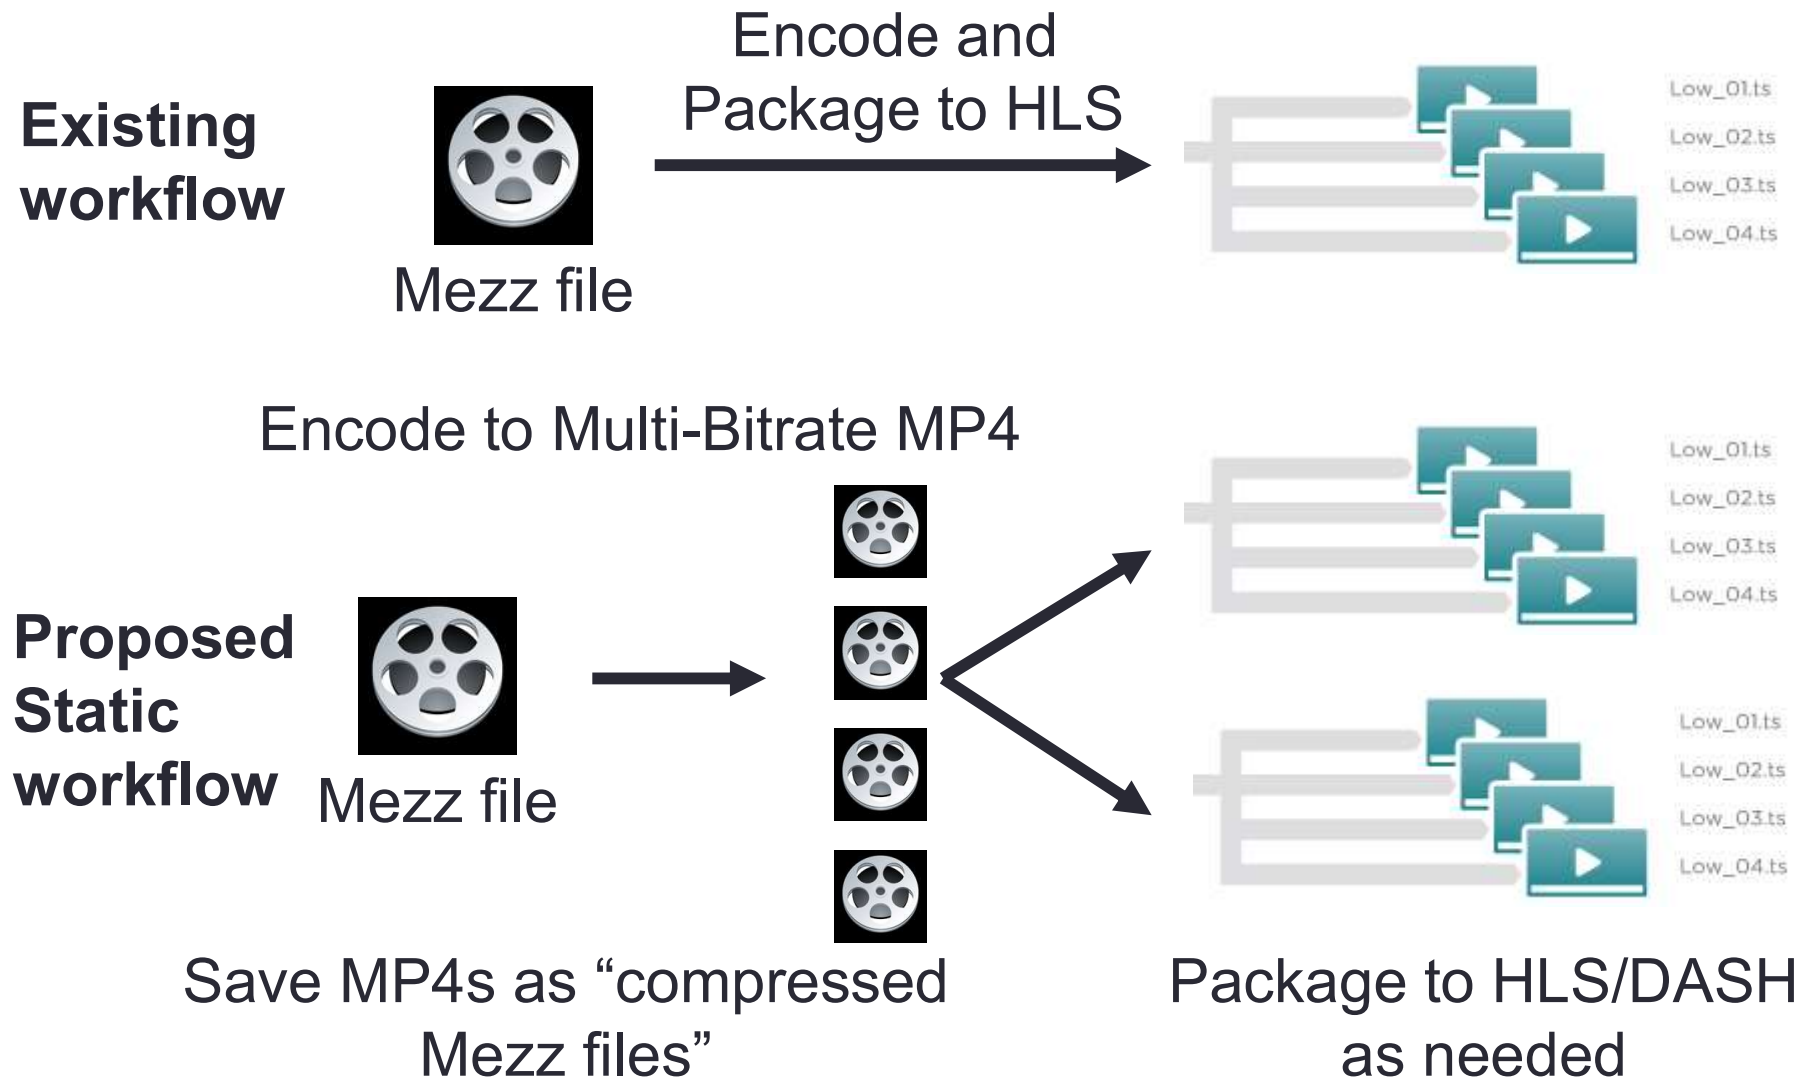 Encode and
Package to HLS
Existing
workflow
Mezz file
Low_01.ts
Low_02.ts
Low_03.ts
Low_04.ts
Encode to Multi-Bitrate MP4
Proposed
Static
workflow
Mezz file
Low_01.ts
Low_02.ts
Low_03.ts
Low_04.ts
Low_01.ts
Low_02.ts
Low_03.ts
Low_04.ts
Save MP4s as “compressed
Mezz files”
Package to HLS/DASH
as needed